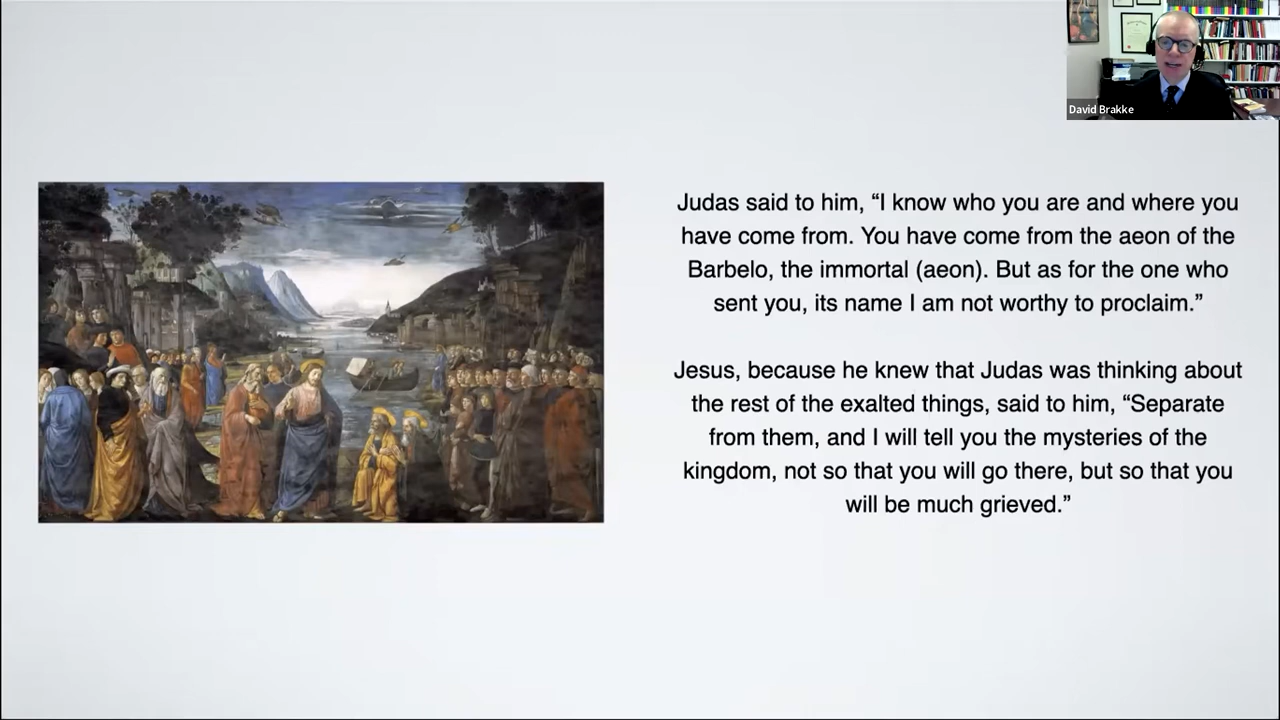 David Brakke
Judas said to him, “I know who you are and where you
have come from. You have come from the aeon of the
Barbelo, the immortal (aeon). But as for the one who
sent you, its name I am not worthy to proclaim.”
Jesus, because he knew that Judas was thinking about
the rest of the exalted things, said to him, “Separate
from them, and I will tell you the mysteries of the
kingdom, not so that you will go there, but so that you
will be much grieved.”